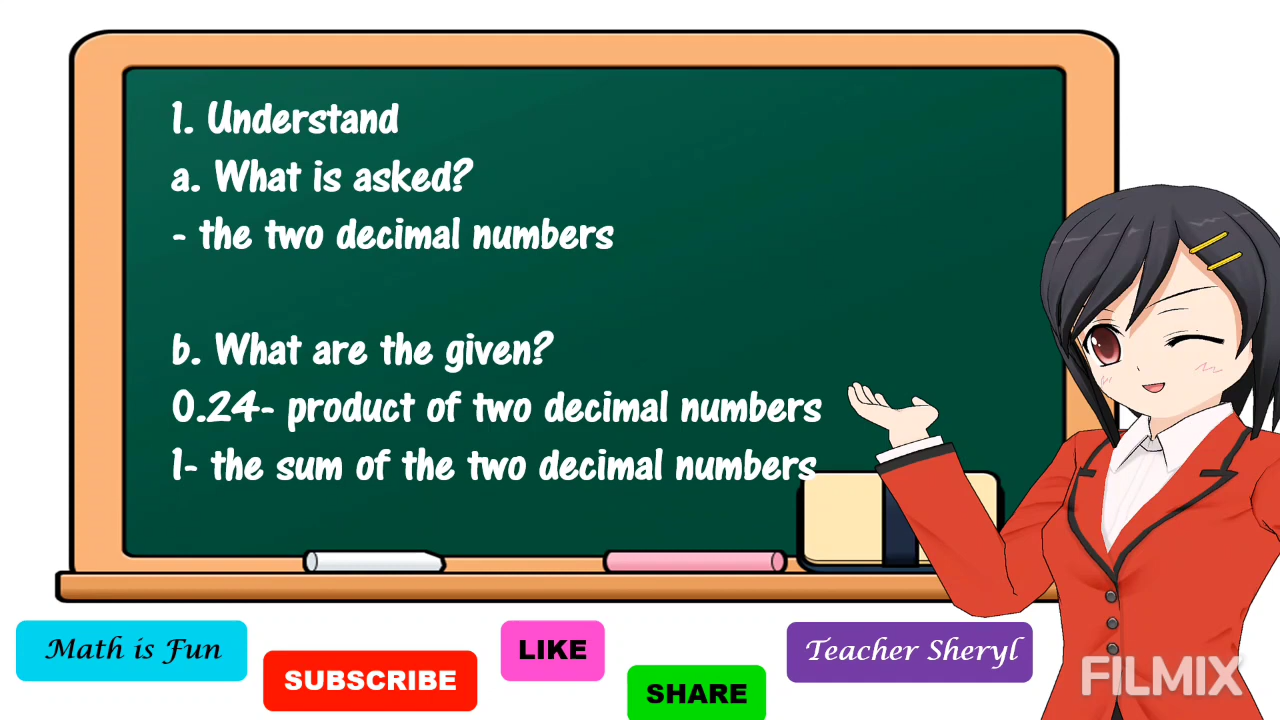 1. Understand
a. What is asked?
- the two decimal numbers
b. What are the given?
0.24- product of two decimal numbers
1- the sum of the two decimal numbers
Math is Fun
SUBSCRIBE
LIKE
SHARE
Teacher Sheryl
FILMIX